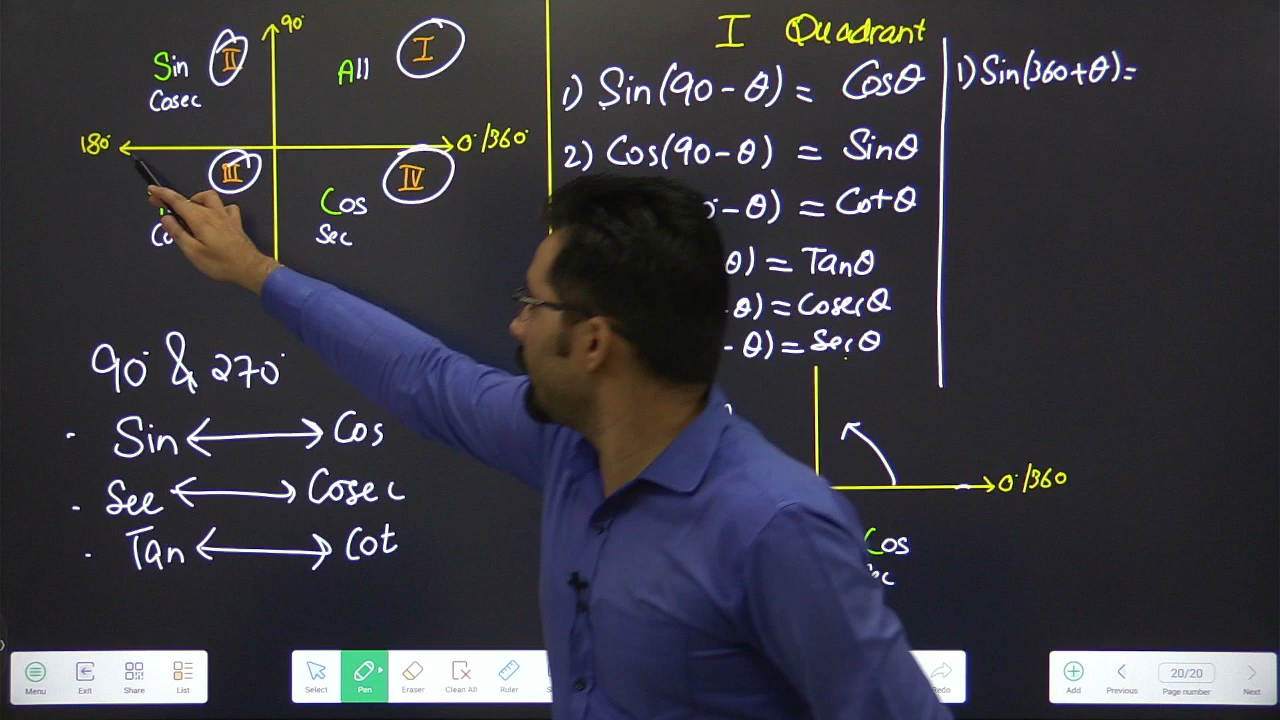 90°
Sin II All I
Cosec
180° 0°/360°
III IV
Cos
Sec
90° & 270°
Sin Cos
Sec Cosec
Tan Cot
I Quadrant
1) Sin(90-θ) = Cosθ
2) Cos(90-θ) = Sinθ
-θ) = Cotθ
θ) = Tanθ
-θ) = Cosecθ
-θ) = Secθ
1) Sin(360+θ) =
0°/360
Cos
Menu Exit Share List
Select Pen Eraser Clean All Ruler
Redo
Add Previous 20/20 Next
Page number